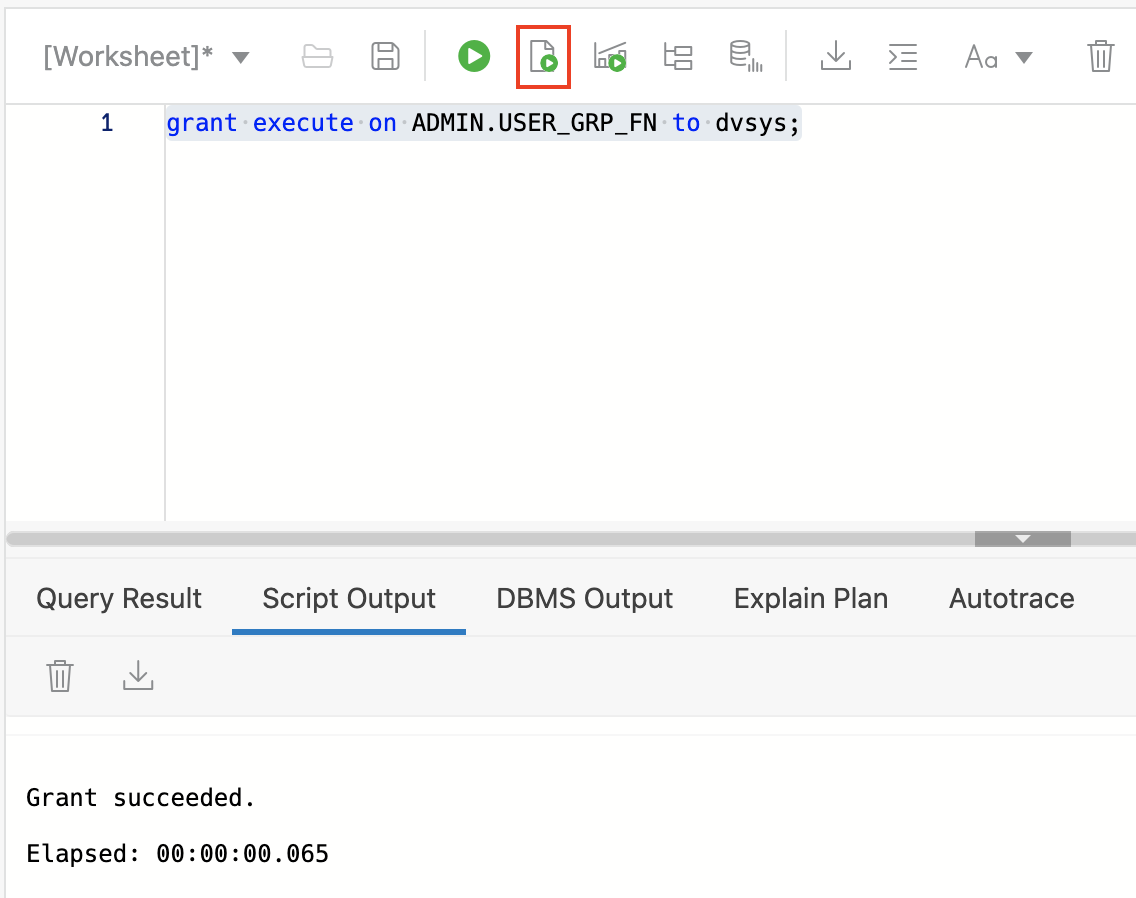 [Worksheet]*
Aa
1 grant execute on ADMIN.USER_GRP_FN to dvsys;
Query Result Script Output DBMS Output Explain Plan Autotrace
Grant succeeded.
Elapsed: 00:00:00.065